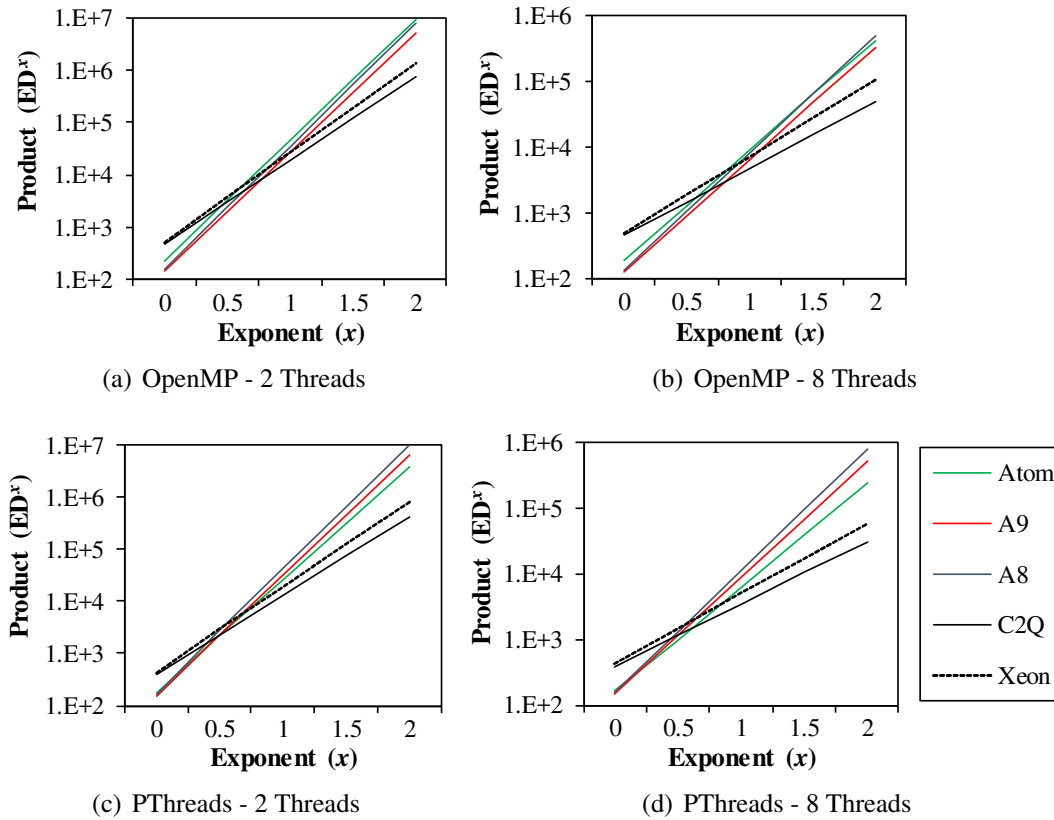 1.E+7
1.E+6
1.E+5
1.E+4
1.E+3
1.E+2
Product (ED^x)
0 0.5 1 1.5 2
Exponent (x)
(a) OpenMP - 2 Threads
1.E+6
1.E+5
1.E+4
1.E+3
1.E+2
Product (ED^x)
0 0.5 1 1.5 2
Exponent (x)
(b) OpenMP - 8 Threads
1.E+7
1.E+6
1.E+5
1.E+4
1.E+3
1.E+2
Product (ED^x)
0 0.5 1 1.5 2
Exponent (x)
(c) PThreads - 2 Threads
1.E+6
1.E+5
1.E+4
1.E+3
1.E+2
Product (ED^x)
0 0.5 1 1.5 2
Exponent (x)
(d) PThreads - 8 Threads
Atom
A9
A8
C2Q
Xeon